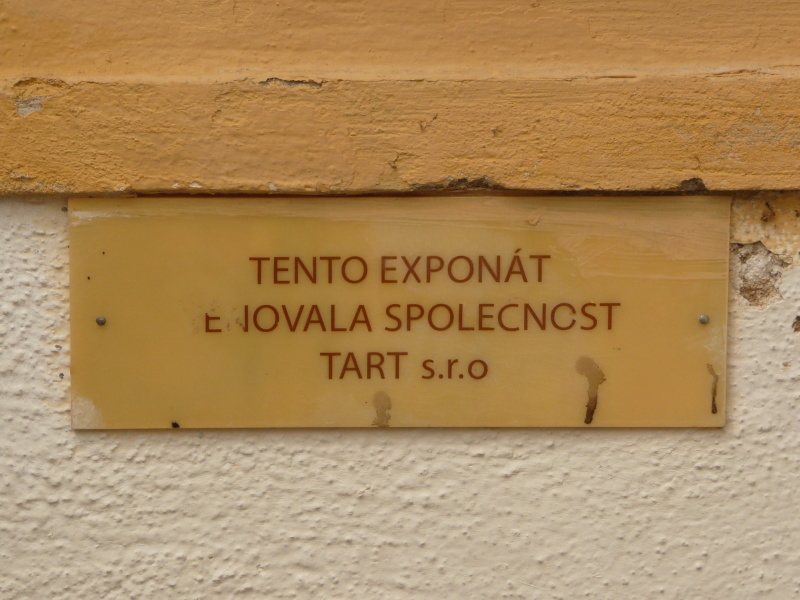 TENTO EXPONÁT
SPOLECNOST
TART s.r.o